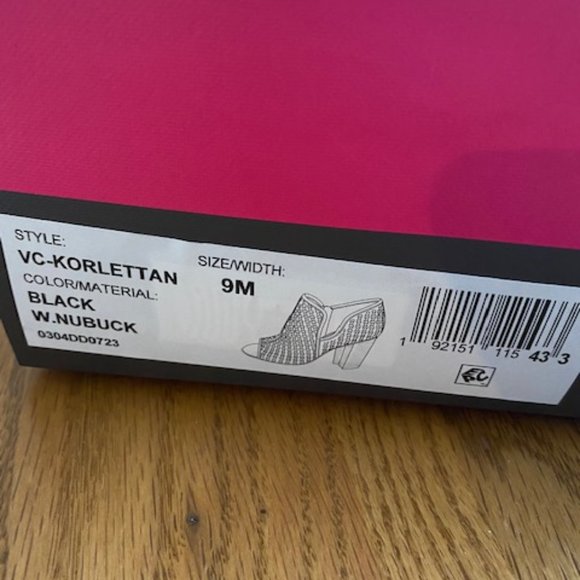 STYLE:
VC-KORLETTAN
COLOR/MATERIAL:
BLACK
W.NUBUCK
0304DD0723
SIZE/WIDTH:
9M
1 92151 115 43 3